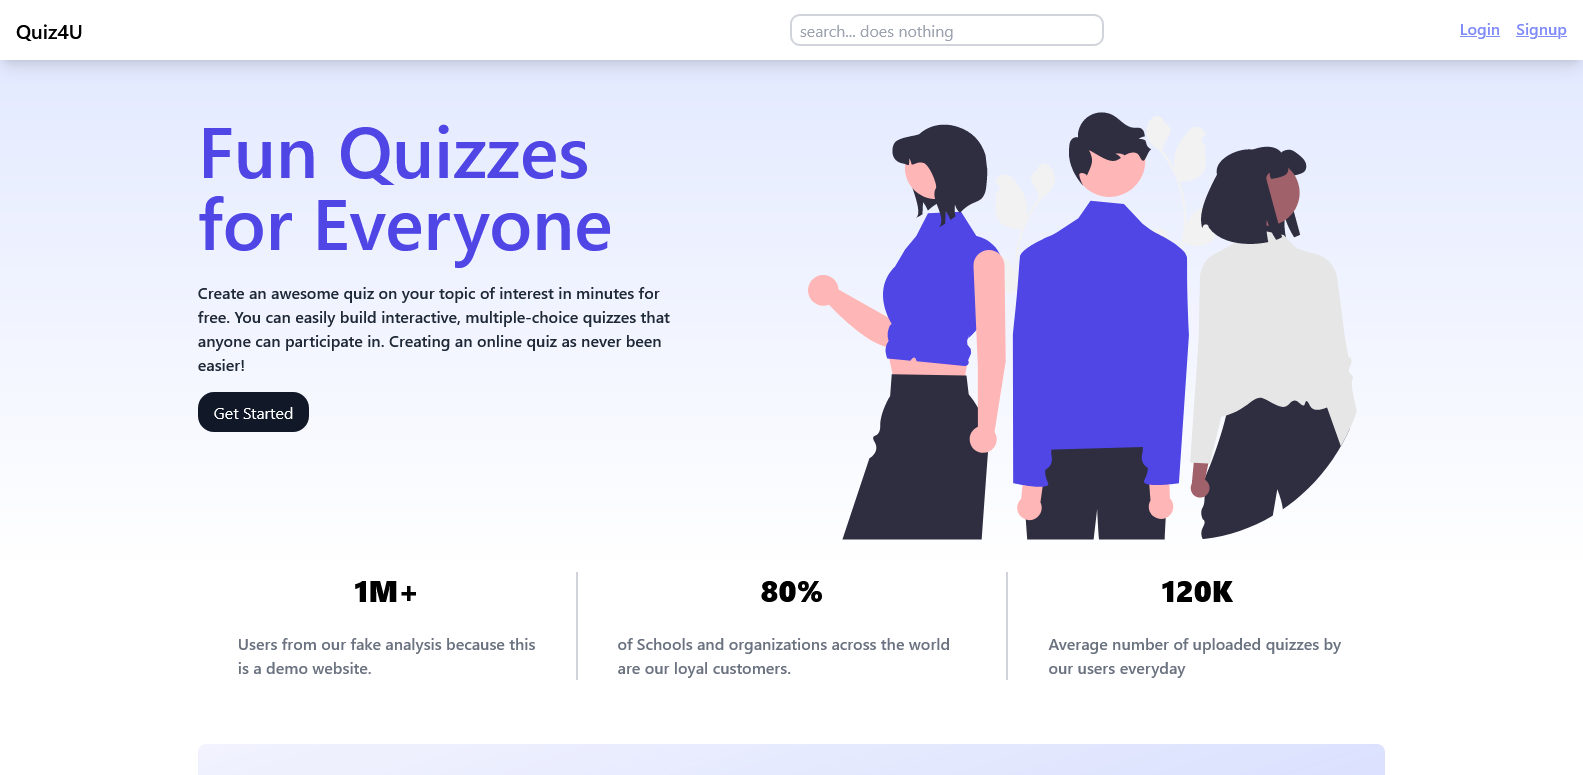 Quiz4U
search... does nothing
Login
Signup
Fun Quizzes
for Everyone
Create an awesome quiz on your topic of interest in minutes for
free. You can easily build interactive, multiple-choice quizzes that
anyone can participate in. Creating an online quiz as never been
easier!
Get Started
1M+
Users from our fake analysis because this
is a demo website.
80%
of Schools and organizations across the world
are our loyal customers.
120K
Average number of uploaded quizzes by
our users everyday